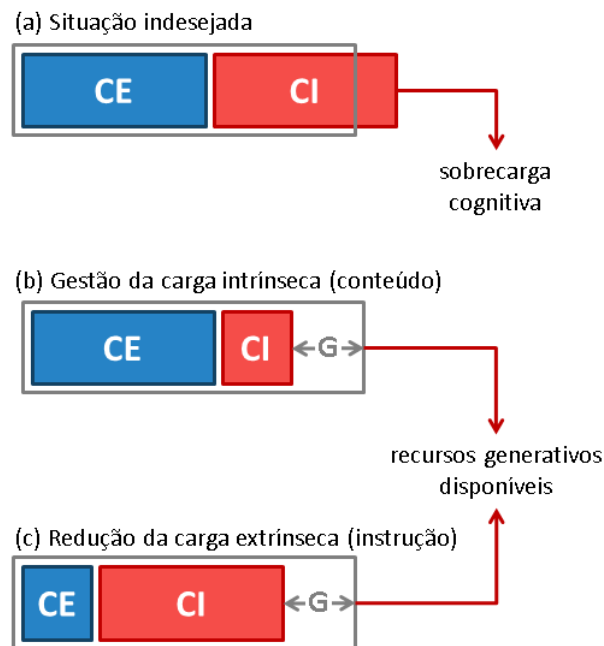 (a) Situação indesejada
CE
CI
sobrecarga
cognitiva
(b) Gestão da carga intrínseca (conteúdo)
CE
CI
G
recursos generativos
disponíveis
(c) Redução da carga extrínseca (instrução)
CE
CI
G